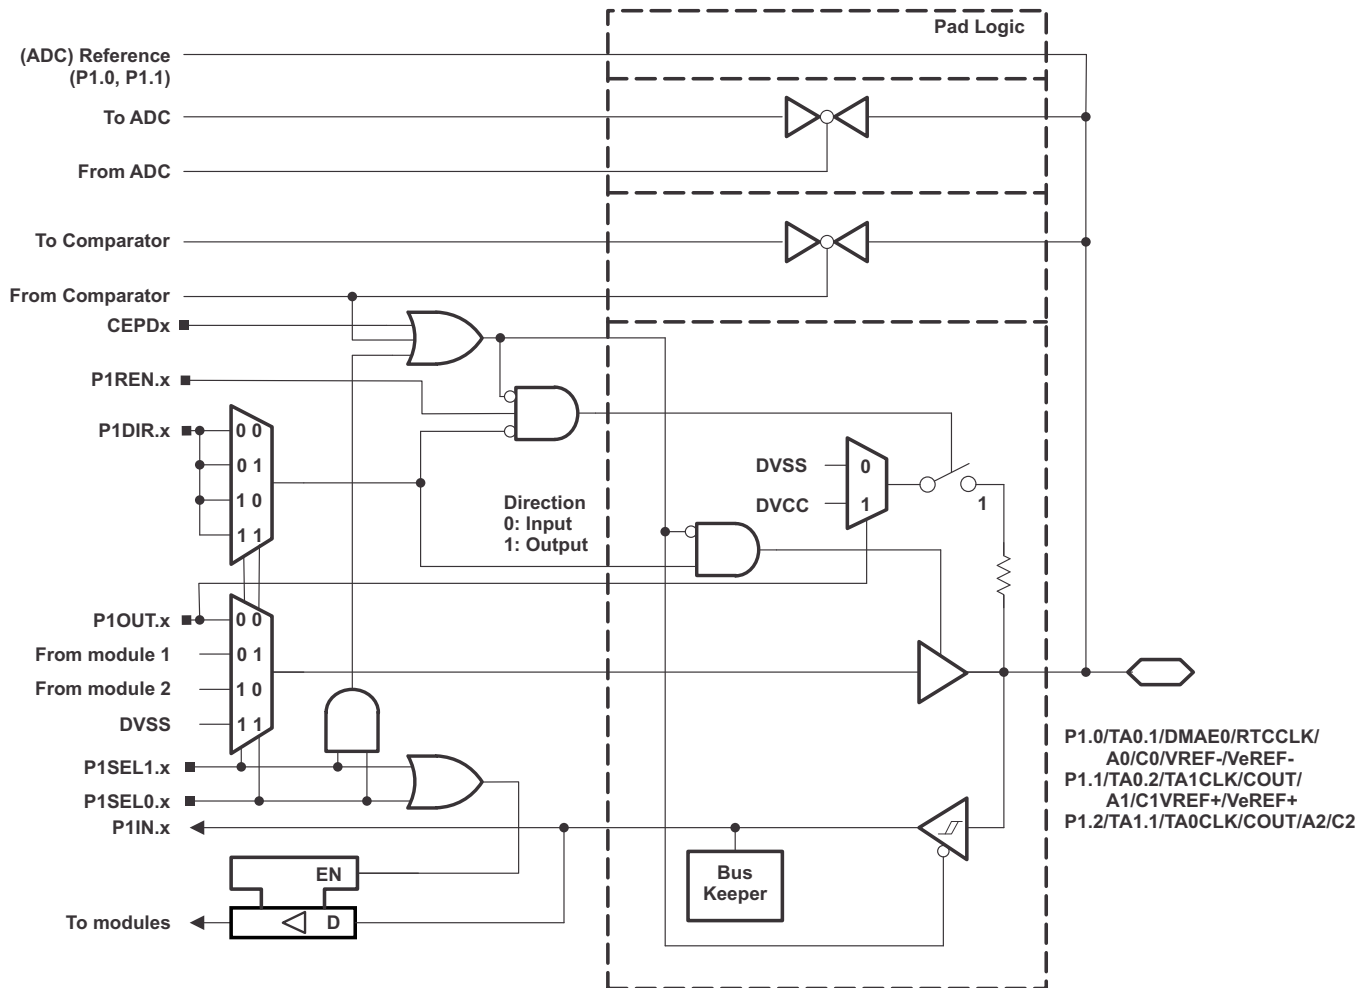 Pad Logic
(ADC) Reference
(P1.0, P1.1)
To ADC
From ADC
To Comparator
From Comparator
CEPDx
P1REN.x
P1DIR.x
0 0
0 1
1 0
1 1
Direction
0: Input
1: Output
DVSS
0
DVCC
1
1
P1OUT.x
0 0
From module 1
0 1
From module 2
1 0
DVSS
1 1
P1SEL1.x
P1SEL0.x
P1IN.x
P1.0/TA0.1/DMAE0/RTCCLK/
A0/C0/VREF-/VeREF-
P1.1/TA0.2/TA1CLK/COUT/
A1/C1VREF+/VeREF+
P1.2/TA1.1/TA0CLK/COUT/A2/C2
Bus
Keeper
EN
To modules
D